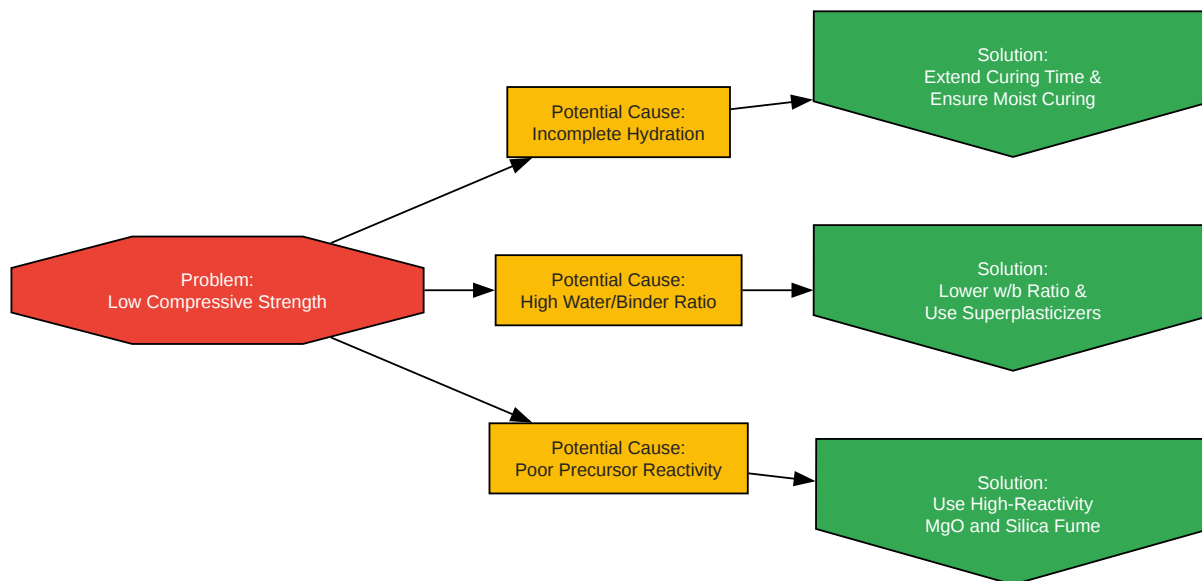 Problem:
Low Compressive Strength
Potential Cause:
Incomplete Hydration
Solution:
Extend Curing Time &
Ensure Moist Curing
Potential Cause:
High Water/Binder Ratio
Solution:
Lower w/b Ratio &
Use Superplasticizers
Potential Cause:
Poor Precursor Reactivity
Solution:
Use High-Reactivity
MgO and Silica Fume